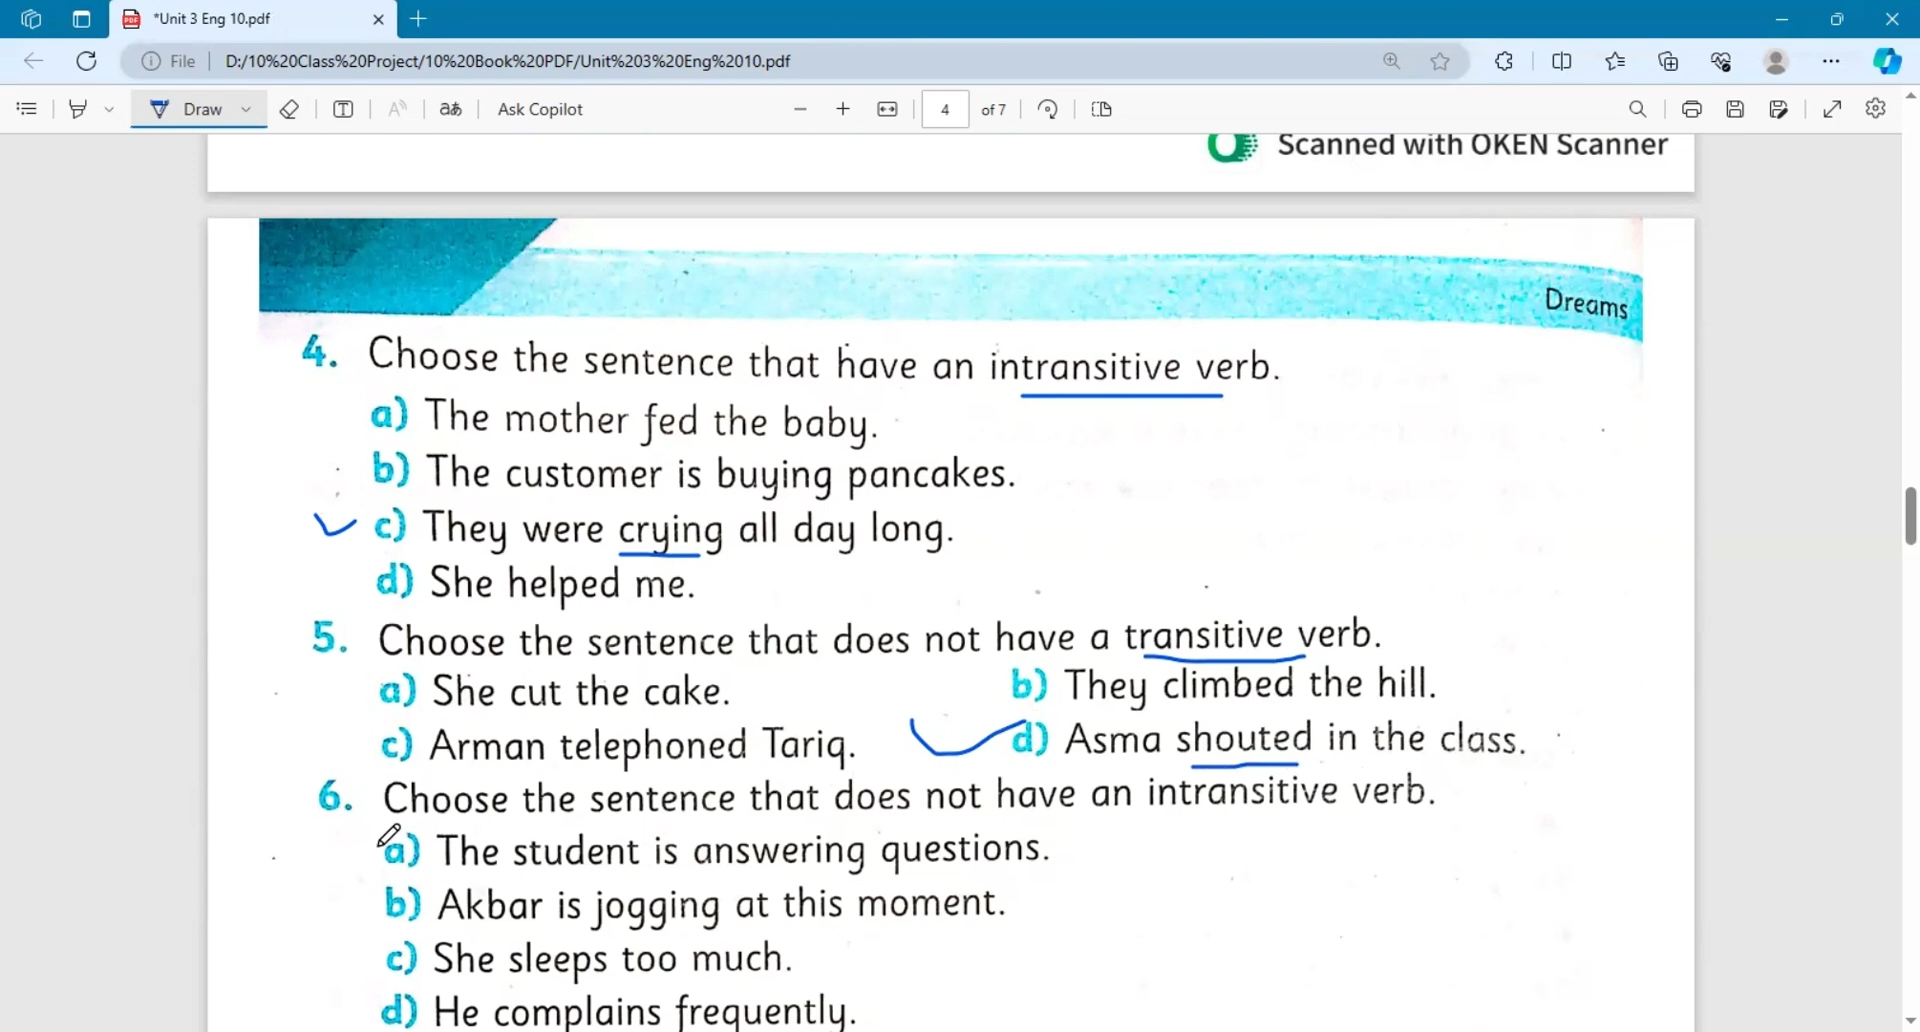 *Unit 3 Eng 10.pdf
File D:/10%20Class%20Project/10%20Book%20PDF/Unit%203%20Eng%2010.pdf
Draw Ask Copilot 4 of 7
Scanned with OKEN Scanner
Dreams
4. Choose the sentence that have an intransitive verb.
a) The mother fed the baby.
b) The customer is buying pancakes.
c) They were crying all day long.
d) She helped me.
5. Choose the sentence that does not have a transitive verb.
a) She cut the cake. b) They climbed the hill.
c) Arman telephoned Tariq. d) Asma shouted in the class.
6. Choose the sentence that does not have an intransitive verb.
a) The student is answering questions.
b) Akbar is jogging at this moment.
c) She sleeps too much.
d) He complains frequently.